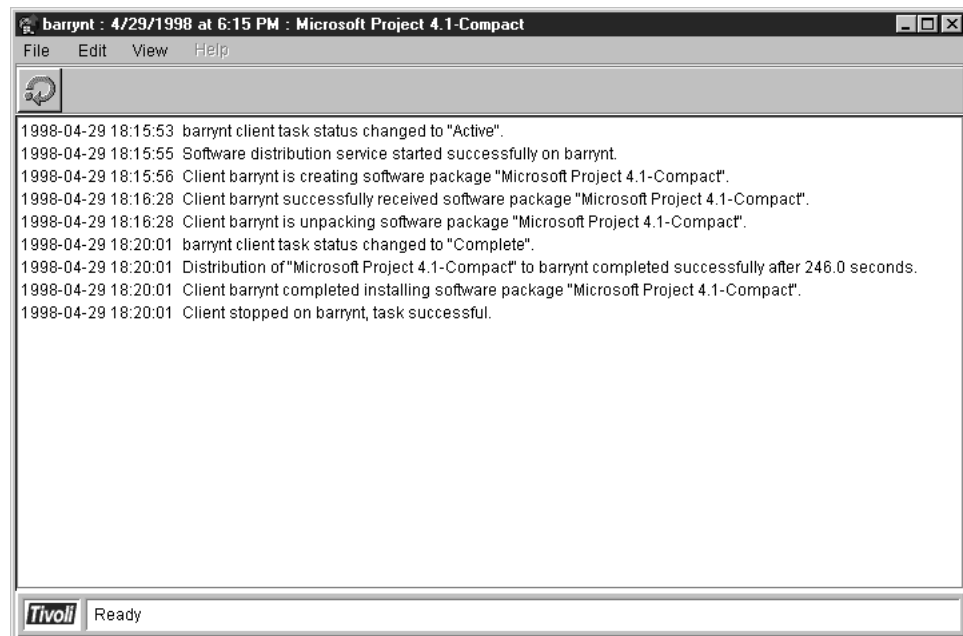 barrynt : 4/29/1998 at 6:15 PM : Microsoft Project 4.1-Compact
File Edit View Help
1998-04-29 18:15:53 barrynt client task status changed to "Active".
1998-04-29 18:15:55 Software distribution service started successfully on barrynt.
1998-04-29 18:15:56 Client barrynt is creating software package "Microsoft Project 4.1-Compact".
1998-04-29 18:16:28 Client barrynt successfully received software package "Microsoft Project 4.1-Compact".
1998-04-29 18:16:28 Client barrynt is unpacking software package "Microsoft Project 4.1-Compact".
1998-04-29 18:20:01 barrynt client task status changed to "Complete".
1998-04-29 18:20:01 Distribution of "Microsoft Project 4.1-Compact" to barrynt completed successfully after 246.0 seconds.
1998-04-29 18:20:01 Client barrynt completed installing software package "Microsoft Project 4.1-Compact".
1998-04-29 18:20:01 Client stopped on barrynt, task successful.
Tivoli Ready